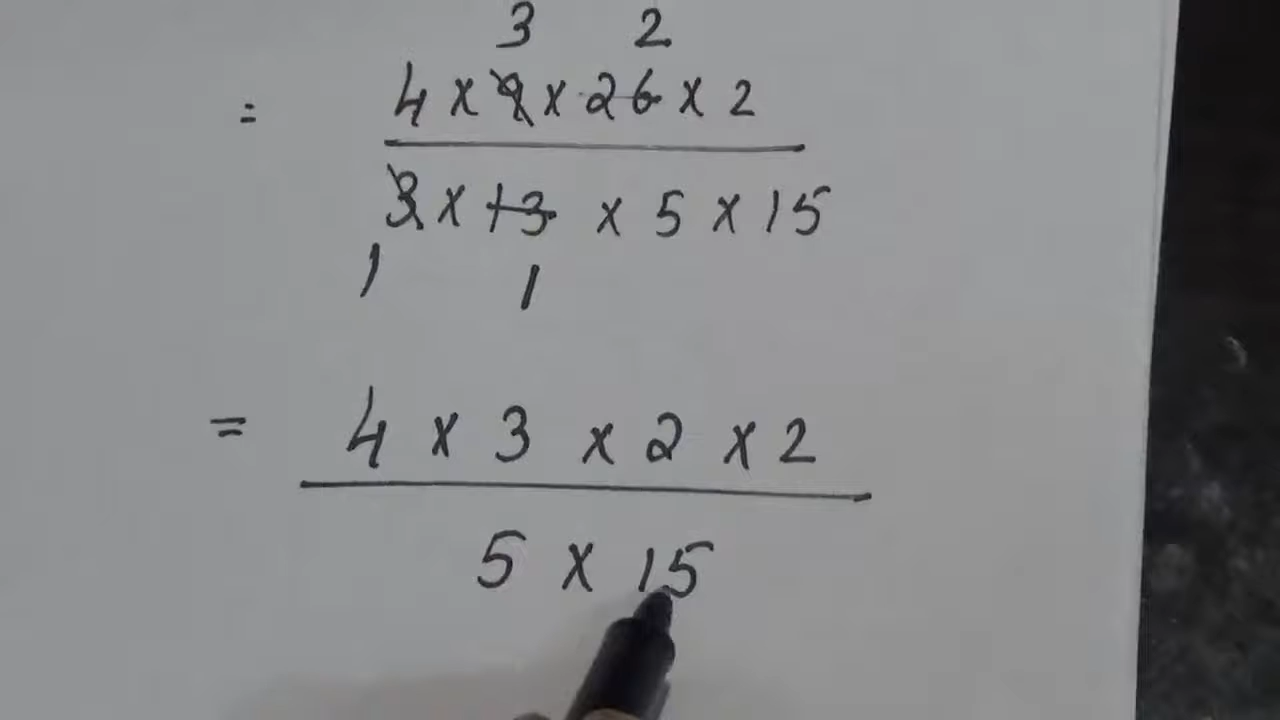 3 2
= 4 x 9 x 26 x 2
3 x 13 x 5 x 15
1 1
= 4 x 3 x 2 x 2
5 x 15